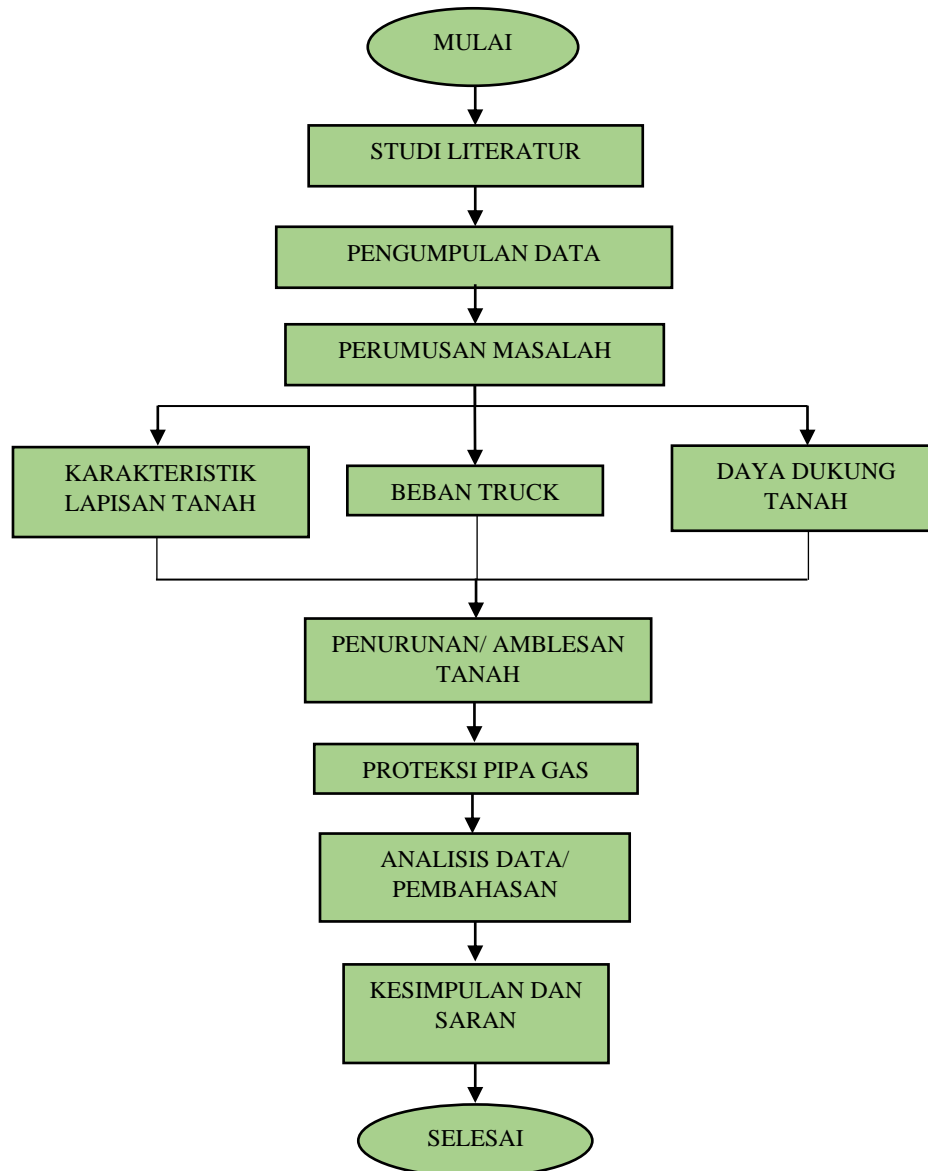 MULAI
STUDI LITERATUR
PENGUMPULAN DATA
PERUMUSAN MASALAH
KARAKTERISTIK
LAPISAN TANAH
BEBAN TRUCK
DAYA DUKUNG
TANAH
PENURUNAN/ AMBLESAN
TANAH
PROTEKSI PIPA GAS
ANALISIS DATA/
PEMBAHASAN
KESIMPULAN DAN
SARAN
SELESAI